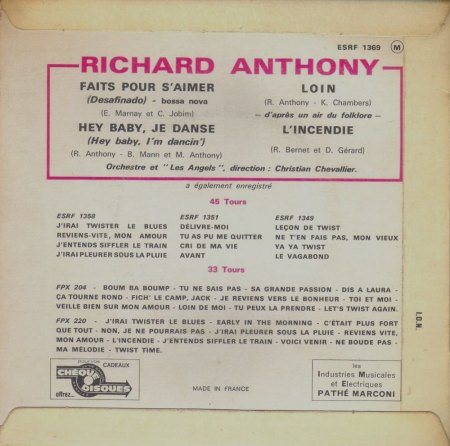 ESRF 1369 M
RICHARD ANTHONY
FAITS POUR S'AIMER
(Desafinado) - bossa nova
(E. Marnay et C. Jobim)
HEY BABY, JE DANSE
(Hey baby, I'm dancin')
(R. Anthony - B. Mann et M. Anthony)
LOIN
(R. Anthony - K. Chambers)
– d'après un air du folklore –
L'INCENDIE
(R. Bernet et D. Gérard)
Orchestre et "Les Angels", direction : Christian Chevallier.
a également enregistré
45 Tours
ESRF 1358
J'IRAI TWISTER LE BLUES
REVIENS-VITE, MON AMOUR
J'ENTENDS SIFFLER LE TRAIN
J'IRAI PLEURER SOUS LA PLUIE
ESRF 1351
DÉLIVRE-MOI
TU AS PU ME QUITTER
CRI DE MA VIE
AVANT
ESRF 1349
LEÇON DE TWIST
NE T'EN FAIS PAS, MON VIEUX
YA YA TWIST
LE VAGABOND
33 Tours
FPX 204 - BOUM BA BOUMP - TU NE SAIS PAS - SA GRANDE PASSION - DIS A LAURA -
ÇA TOURNE ROND - FICH' LE CAMP, JACK - JE REVIENS VERS LE BONHEUR - TOI ET MOI -
VEILLE BIEN SUR MON AMOUR - LOIN DE MOI - TU PEUX LA PRENDRE - LET'S TWIST AGAIN.
FPX 220 - J'IRAI TWISTER LE BLUES - EARLY IN THE MORNING - C'ÉTAIT PLUS FORT
QUE TOUT - NON, JE NE POURRAIS PAS - J'IRAI PLEURER SOUS LA PLUIE - REVIENS VITE,
MON AMOUR - L'INCENDIE - J'ENTENDS SIFFLER LE TRAIN - VOICI VENIR - NE BOUDE PAS -
MA MÉLODIE - TWIST TIME.
I.D.N.
pour vos CADEAUX
CHÈQUE
DISQUES
offrez...
MADE IN FRANCE
les
Industries Musicales
et Electriques
PATHÉ MARCONI